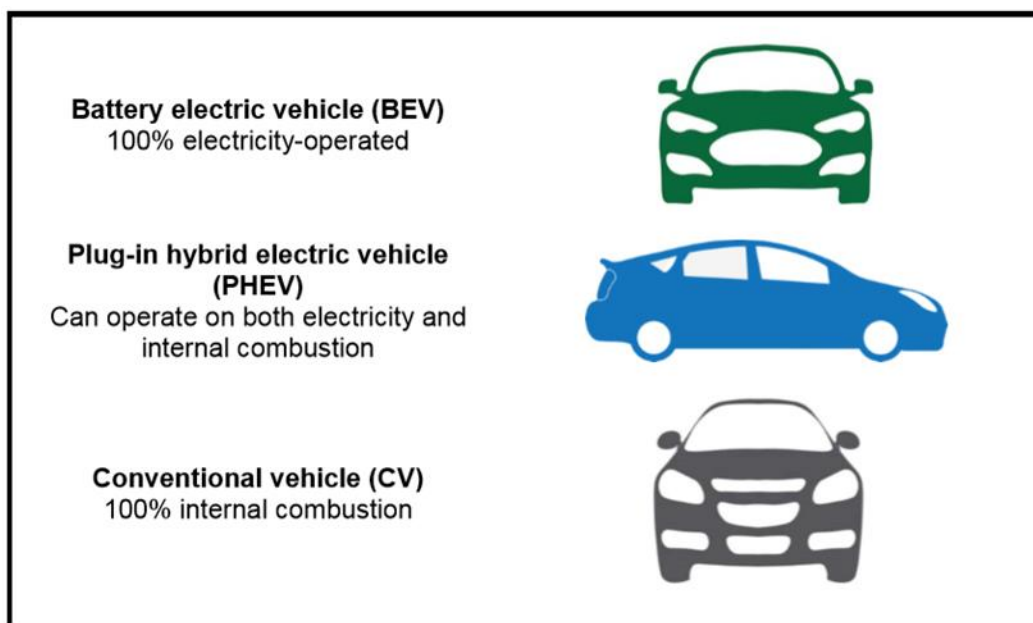 Battery electric vehicle (BEV)
100% electricity-operated
Plug-in hybrid electric vehicle
(PHEV)
Can operate on both electricity and
internal combustion
Conventional vehicle (CV)
100% internal combustion